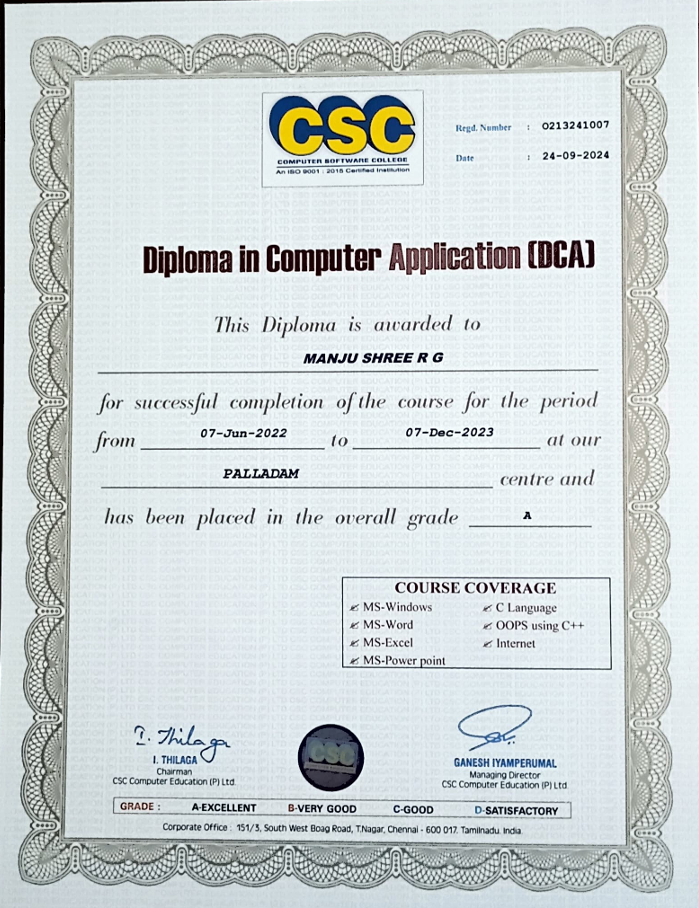 CSC
COMPUTER SOFTWARE COLLEGE
An ISO 9001 : 2015 Certified Institution
Regd. Number : O213241007
Date : 24-09-2024
Diploma in Computer Application (DCA)
This Diploma is awarded to
MANJU SHREE R G
for successful completion of the course for the period
from 07-Jun-2022 to 07-Dec-2023 at our
PALLADAM centre and
has been placed in the overall grade A
COURSE COVERAGE
MS-Windows C Language
MS-Word OOPS using C++
MS-Excel Internet
MS-Power point
I. Thilaga
I. THILAGA
Chairman
CSC Computer Education (P) Ltd.
CSC
GANESH IYAMPERUMAL
Managing Director
CSC Computer Education (P) Ltd
GRADE : A-EXCELLENT B-VERY GOOD C-GOOD D-SATISFACTORY
Corporate Office : 151/3, South West Boag Road, T.Nagar, Chennai - 600 017. Tamilnadu. India.